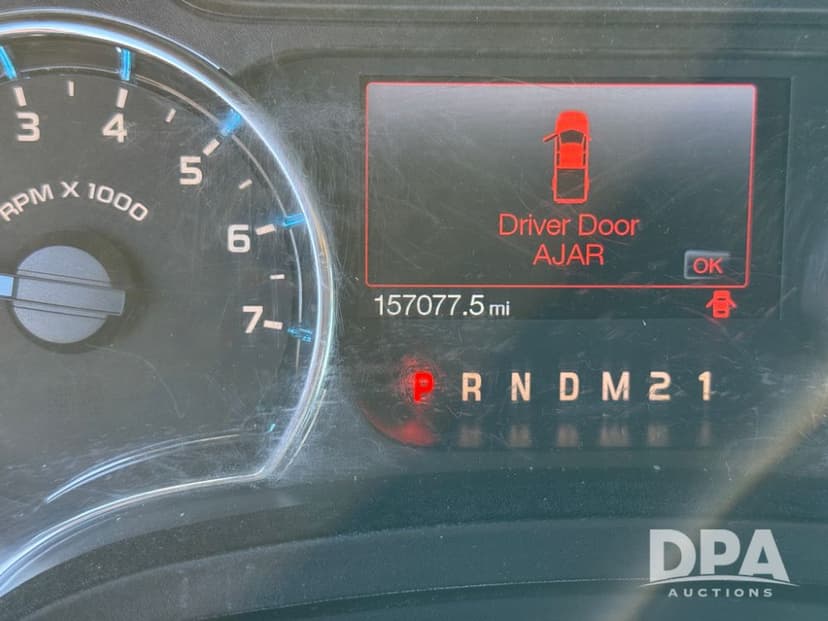 3 4 5 6 7
RPM X 1000
Driver Door
AJAR
OK
157077.5 mi
P R N D M 2 1
DPA
AUCTIONS